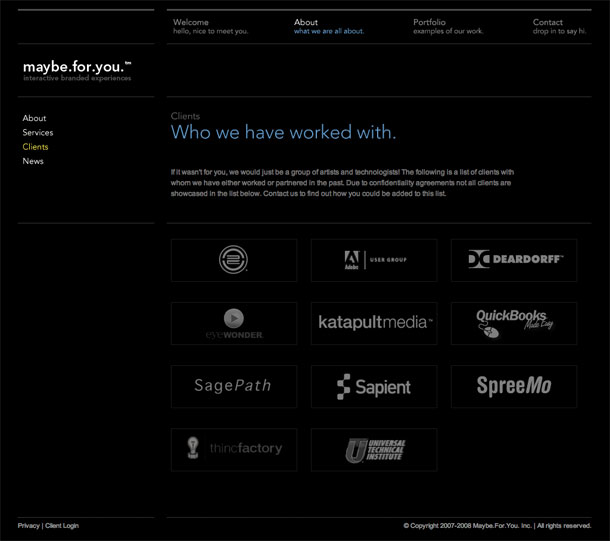 Welcome
hello, nice to meet you.
About
what we are all about.
Portfolio
examples of our work.
Contact
drop in to say hi.
maybe.for.you.™
interactive branded experiences
About
Services
Clients
News
Clients
Who we have worked with.
If it wasn't for you, we would just be a group of artists and technologists! The following is a list of clients with
whom we have either worked or partnered in the past. Due to confidentiality agreements not all clients are
showcased in the list below. Contact us to find out how you could be added to this list.
Adobe
USER GROUP
DEARDORFF™
eyeWONDER
katapultmedia™
QuickBooks
Made Easy
SagePath
Sapient
SpreeMo
thincfactory
UNIVERSAL
TECHNICAL
INSTITUTE
Privacy | Client Login
© Copyright 2007-2008 Maybe.For.You. Inc. | All rights reserved.